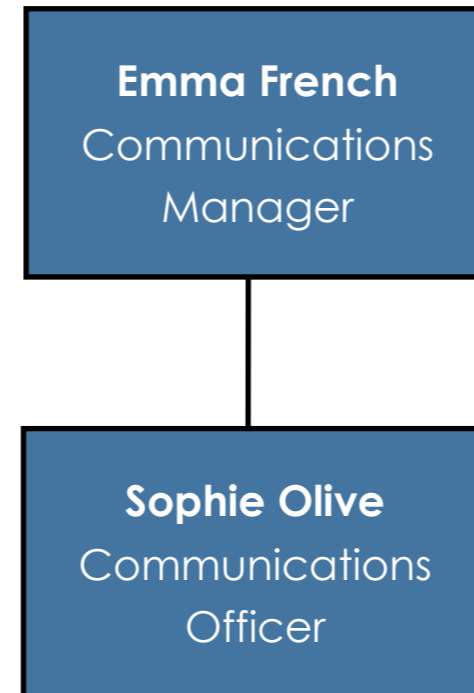 Emma French
Communications
Manager
Sophie Olive
Communications
Officer